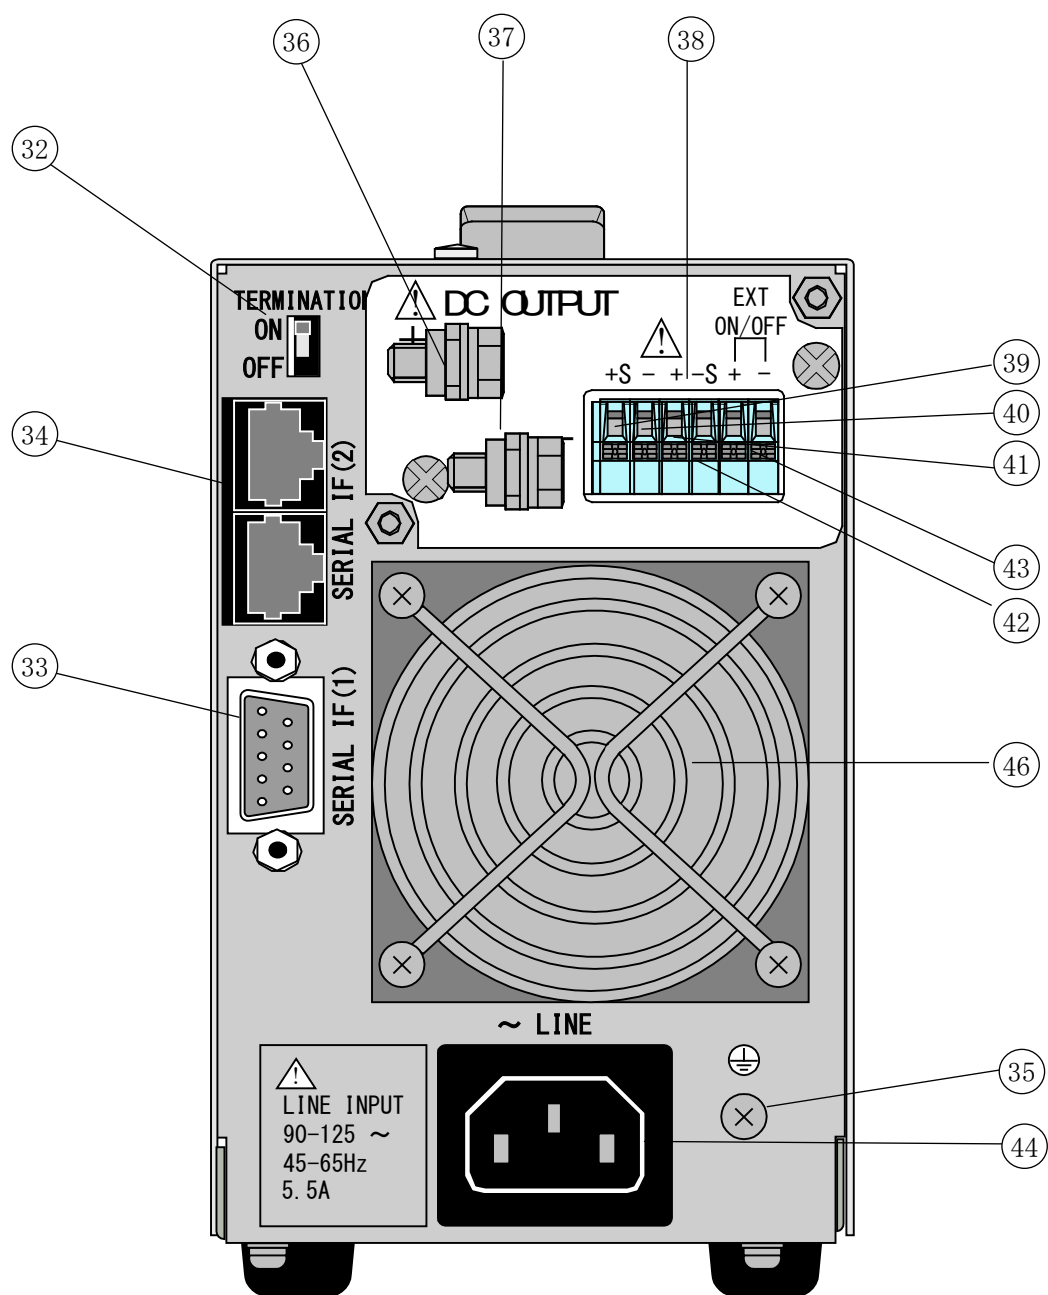 36
37
38
32
TERMINATION
ON
OFF
DC OUTPUT
EXT
ON/OFF
+S - + -S + -
39
40
41
34
SERIAL IF(2)
43
42
33
SERIAL IF(1)
46
~ LINE
LINE INPUT
90-125 ~
45-65Hz
5.5A
35
44